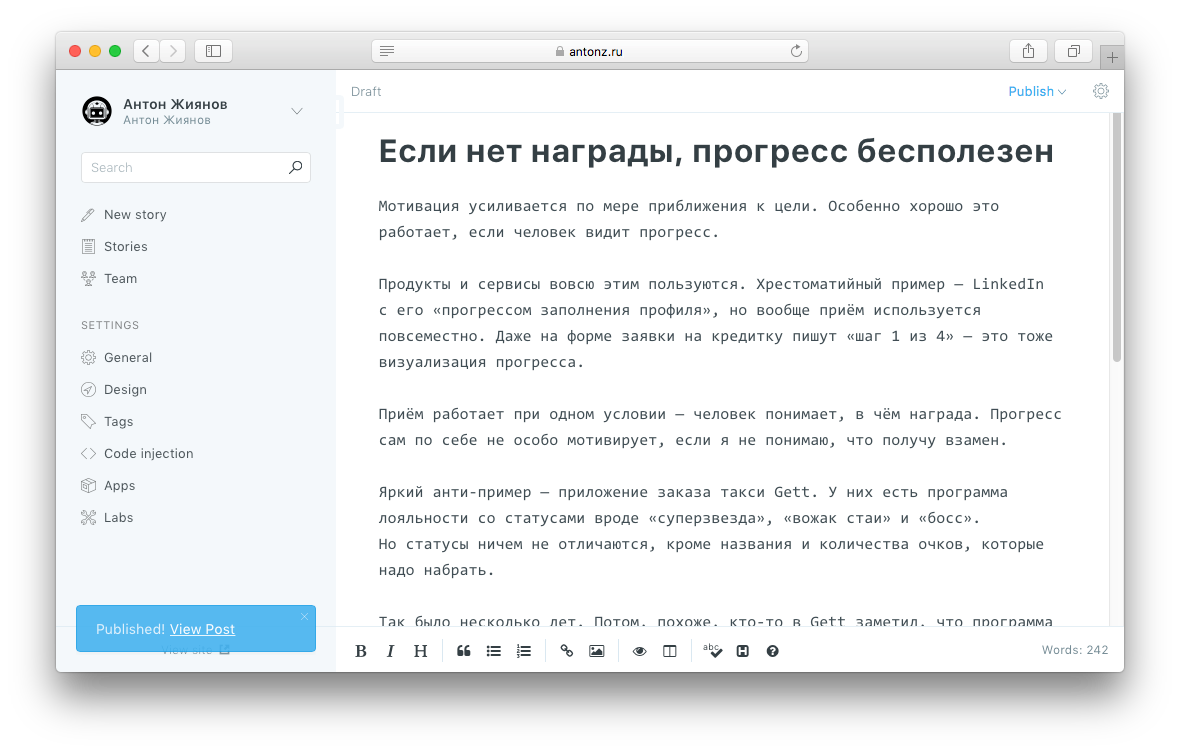 antonz.ru
Антон Жиянов
Антон Жиянов
Search
New story
Stories
Team
SETTINGS
General
Design
Tags
Code injection
Apps
Labs
Published! View Post
View site
Draft
Publish
Если нет награды, прогресс бесполезен
Мотивация усиливается по мере приближения к цели. Особенно хорошо это
работает, если человек видит прогресс.
Продукты и сервисы вовсю этим пользуются. Хрестоматийный пример — LinkedIn
с его «прогрессом заполнения профиля», но вообще приём используется
повсеместно. Даже на форме заявки на кредитку пишут «шаг 1 из 4» — это тоже
визуализация прогресса.
Приём работает при одном условии — человек понимает, в чём награда. Прогресс
сам по себе не особо мотивирует, если я не понимаю, что получу взамен.
Яркий анти-пример — приложение заказа такси Gett. У них есть программа
лояльности со статусами вроде «суперзвезда», «вожак стаи» и «босс».
Но статусы ничем не отличаются, кроме названия и количества очков, которые
надо набрать.
Так было несколько лет. Потом, похоже, кто-то в Gett заметил, что программа
B I H
abc
Words: 242